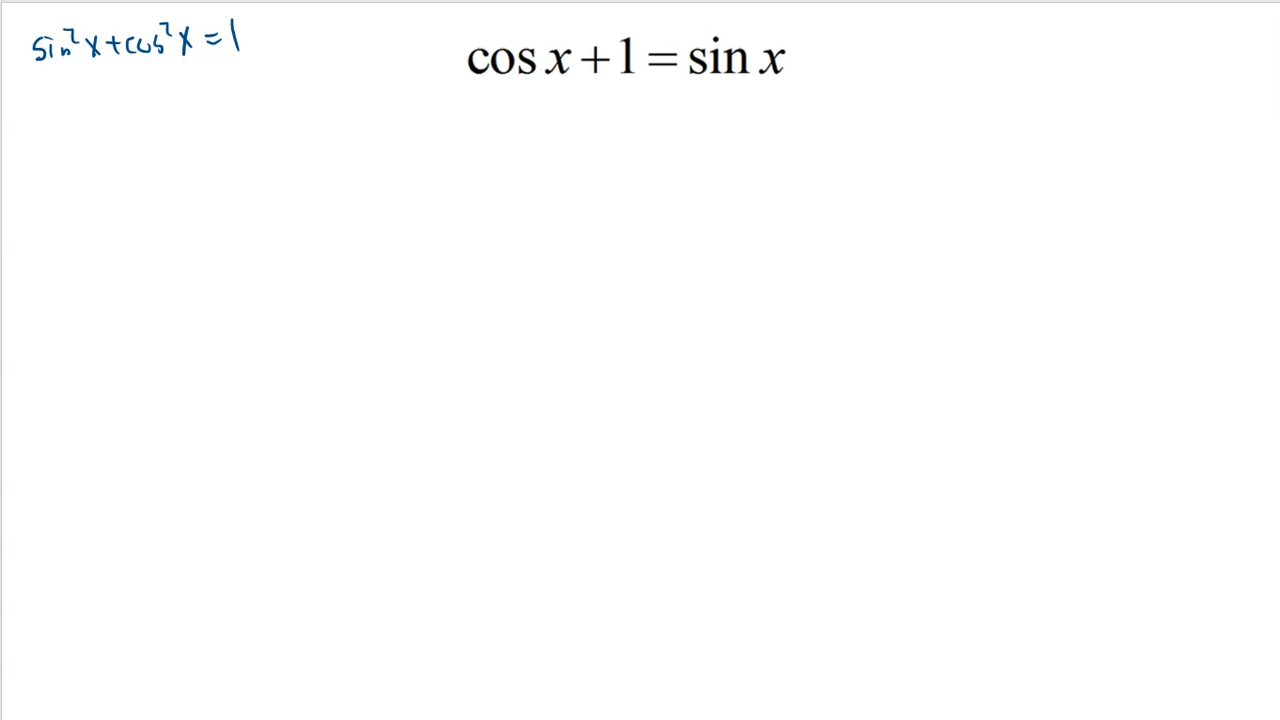 sin²x+cos²x=1
cos x+1=sin x